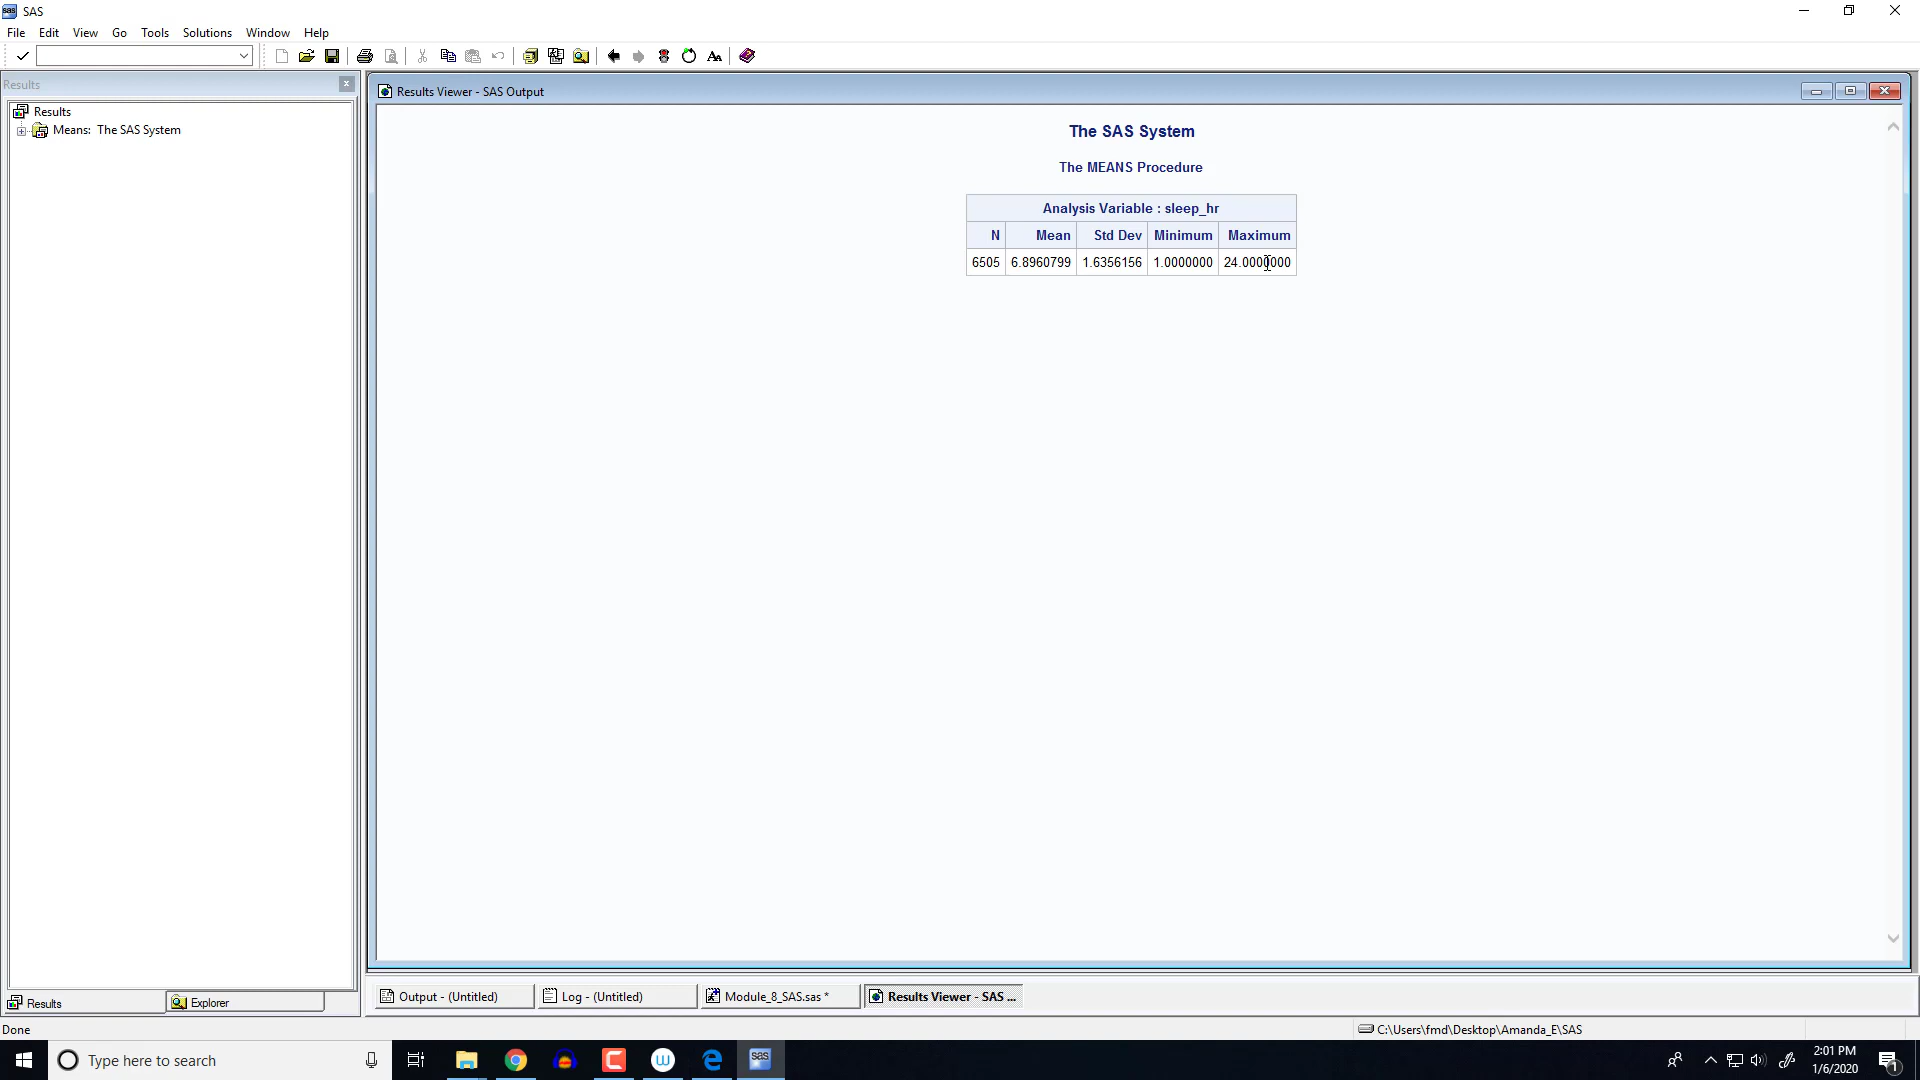 SAS
File Edit View Go Tools Solutions Window Help
Results
Results
Means: The SAS System
Results Viewer - SAS Output
The SAS System
The MEANS Procedure
Analysis Variable : sleep_hr
N Mean Std Dev Minimum Maximum
6505 6.8960799 1.6356156 1.0000000 24.0000000
Results Explorer
Output - (Untitled) Log - (Untitled) Module_8_SAS.sas * Results Viewer - SAS ...
Done C:\Users\fmd\Desktop\Amanda_E\SAS
Type here to search
2:01 PM
1/6/2020